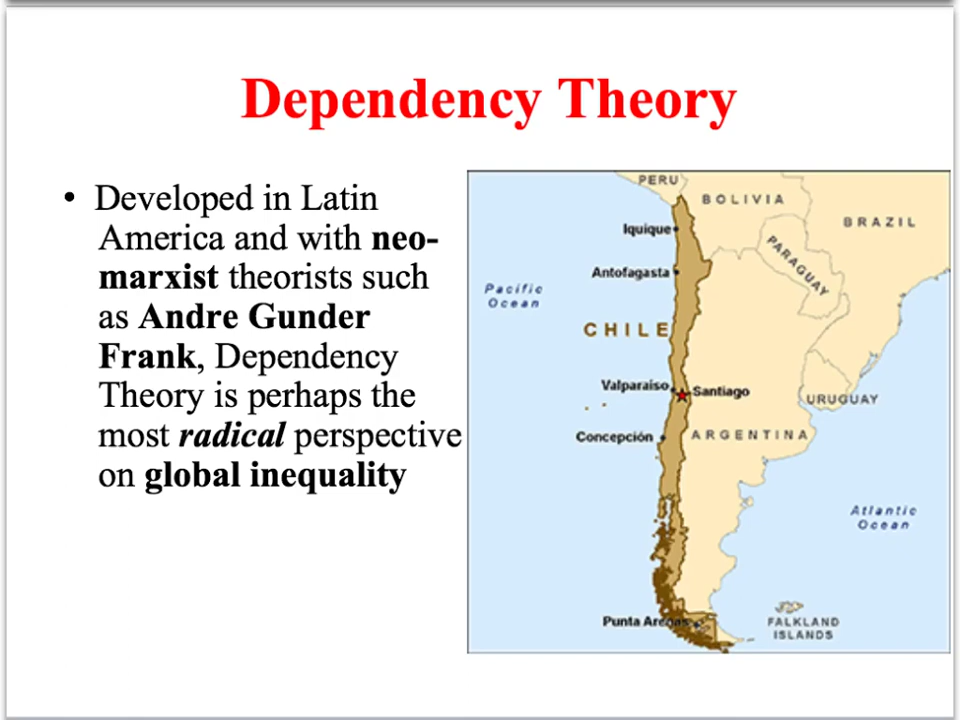 Dependency Theory
• Developed in Latin
America and with neo-
marxist theorists such
as Andre Gunder
Frank, Dependency
Theory is perhaps the
most radical perspective
on global inequality
PERU
BOLIVIA
BRAZIL
Iquique
PARAGUAY
Antofagasta
Pacific
Ocean
CHILE
Valparaiso
Santiago
URUGUAY
Concepción
ARGENTINA
Atlantic
Ocean
Punta Arenas
FALKLAND
ISLANDS